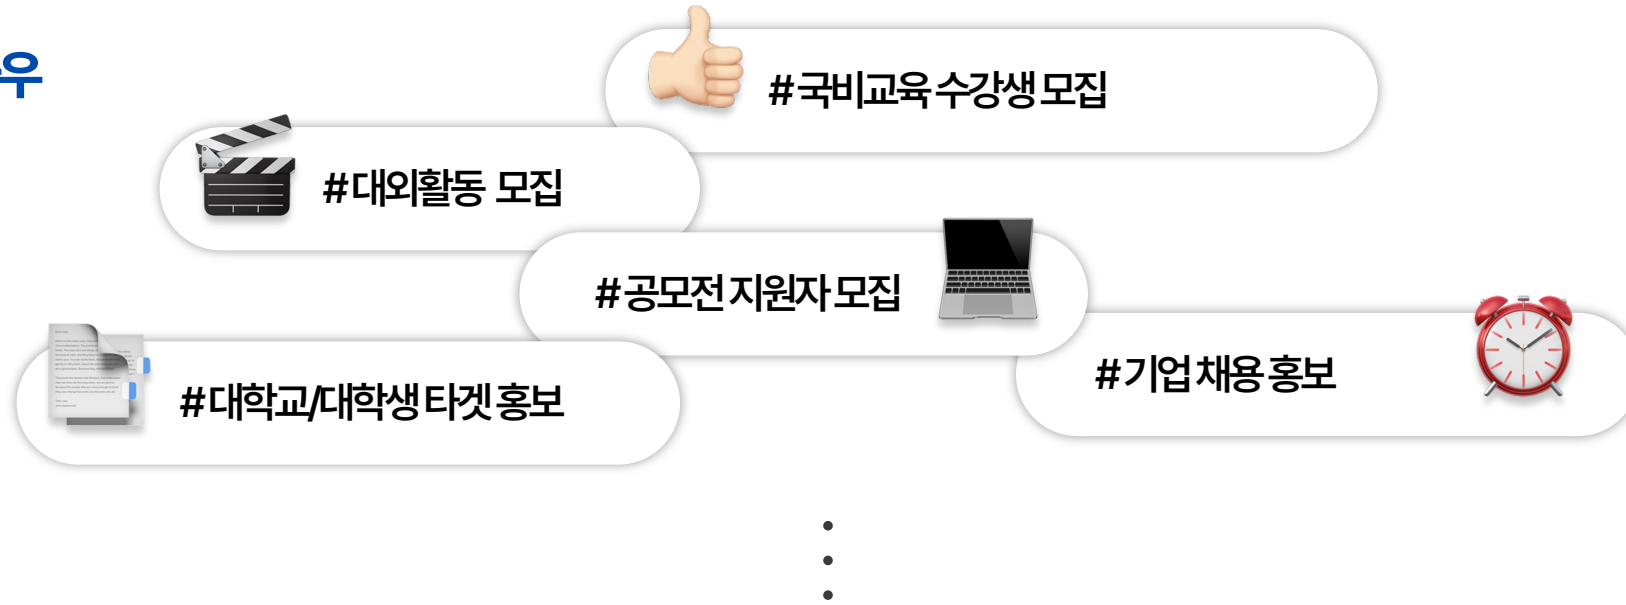 우
#국비교육 수강생 모집
#대외활동 모집
#공모전 지원자 모집
#기업 채용 홍보
#대학교/대학생 타겟 홍보